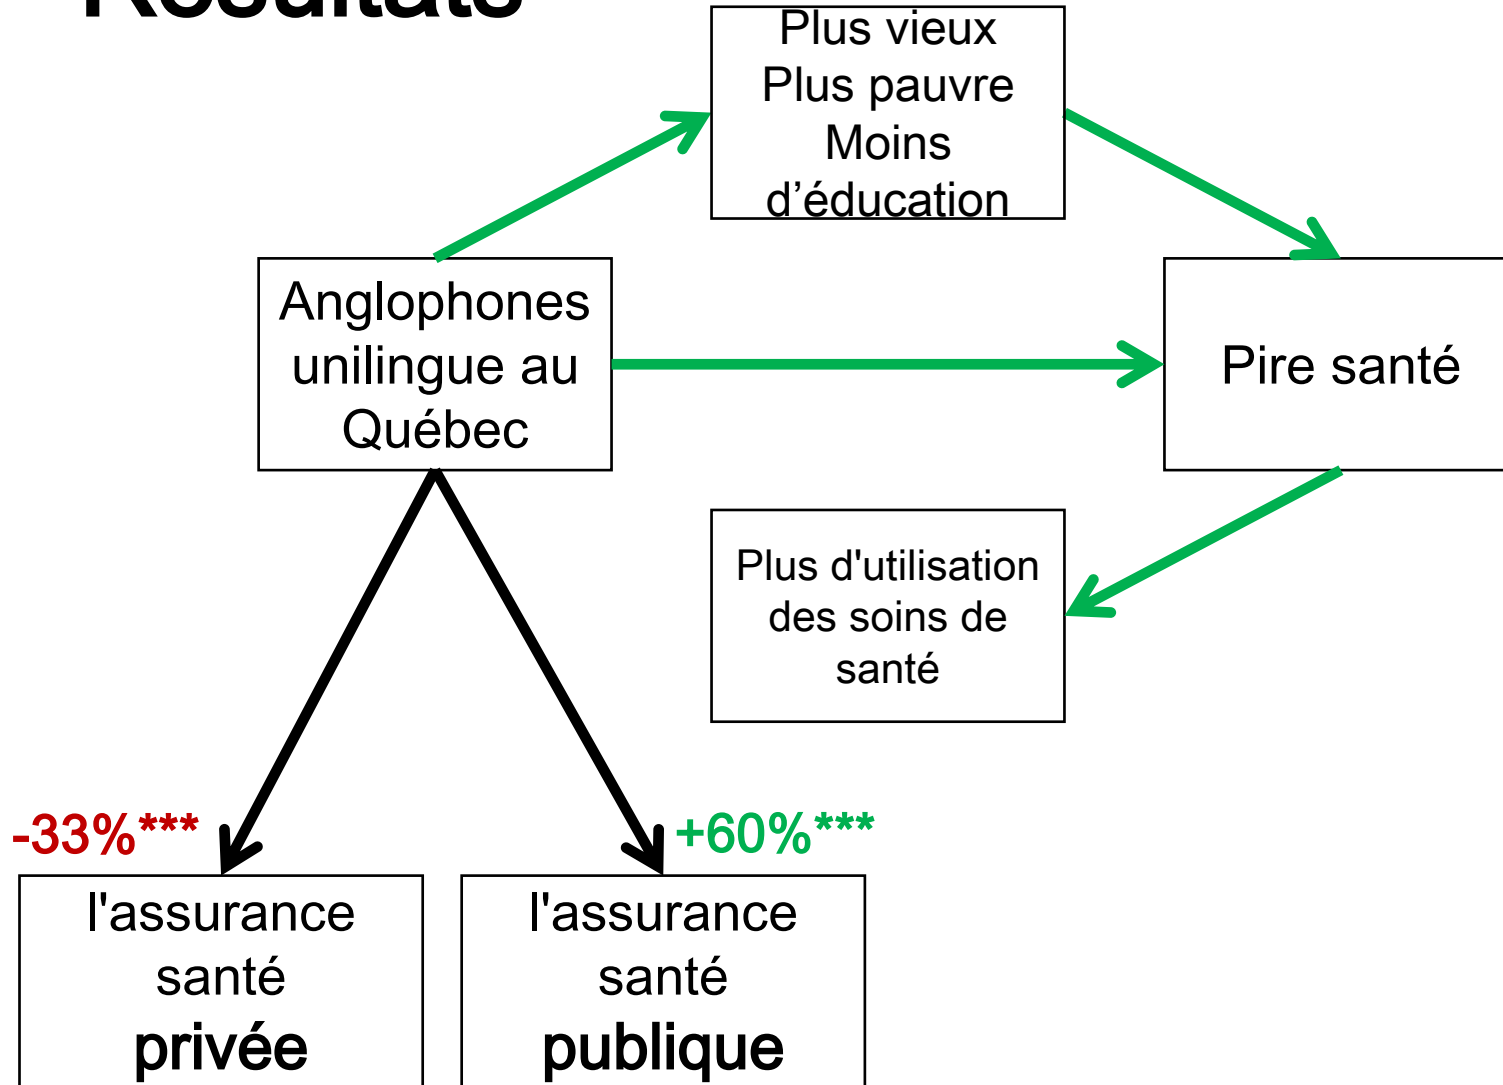 Résultats
Plus vieux
Plus pauvre
Moins
d’éducation
Anglophones
unilingue au
Québec
Pire santé
Plus d'utilisation
des soins de
santé
-33%***
+60%***
l'assurance
santé
privée
l'assurance
santé
publique